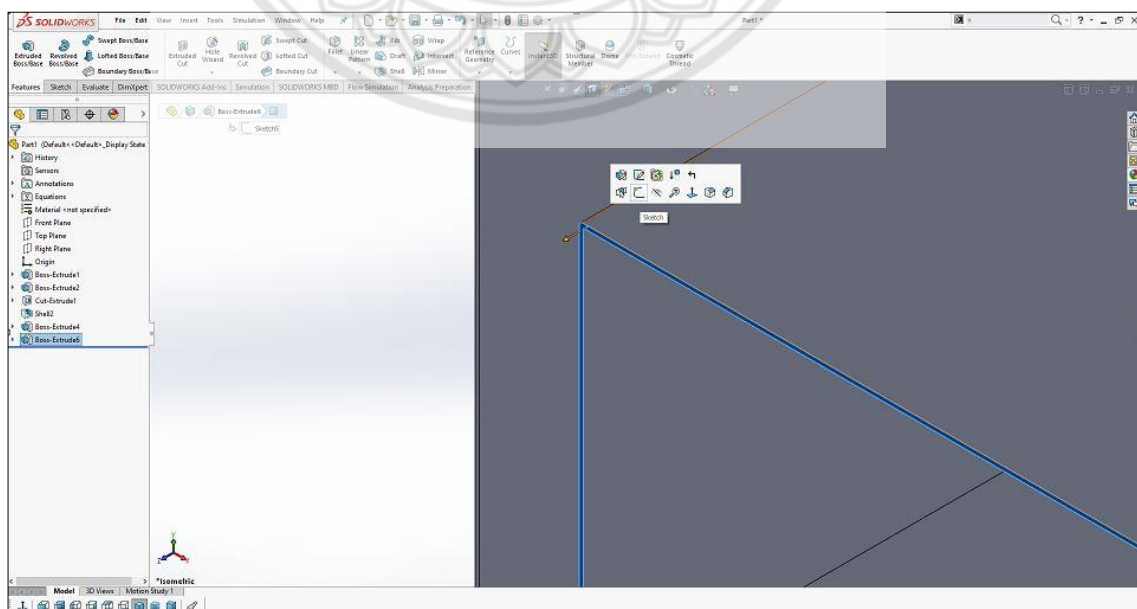 SOLIDWORKS File Edit View Insert Tools Simulation Window Help Part1 *
Extruded Boss/Base
Revolved Boss/Base
Swept Boss/Base
Lofted Boss/Base
Boundary Boss/Base
Extruded Cut
Hole Wizard
Revolved Cut
Swept Cut
Lofted Cut
Boundary Cut
Fillet
Linear Pattern
Rib
Draft
Shell
Wrap
Intersect
Mirror
Reference Geometry
Curves
Instant3D
Structural Member
Dome
Cosmetic Thread
Features Sketch Evaluate DimXpert SOLIDWORKS Add-Ins Simulation SOLIDWORKS MBD Flow Simulation Analysis Preparation
Boss-Extrude6
Sketch5
Part1 (Default<<Default>_Display State
History
Sensors
Annotations
Equations
Material <not specified>
Front Plane
Top Plane
Right Plane
Origin
Boss-Extrude1
Boss-Extrude2
Cut-Extrude1
Shell2
Boss-Extrude4
Boss-Extrude6
Sketch
Y
*Isometric
Model 3D Views Motion Study 1